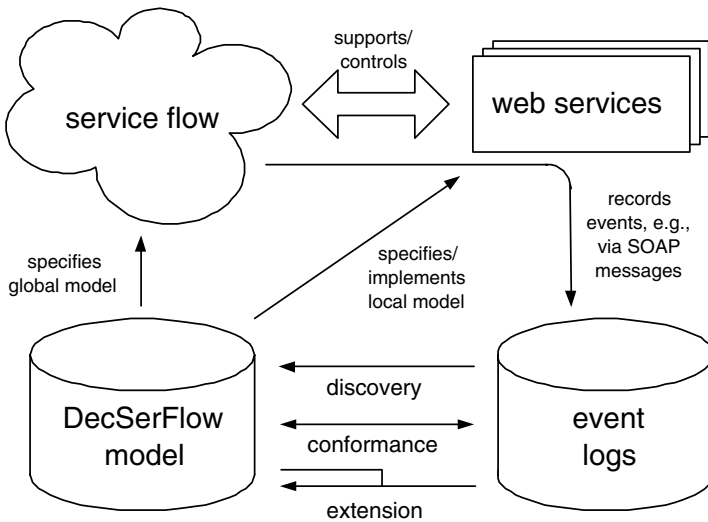 supports/
controls
service flow
web services
records
events, e.g.,
via SOAP
messages
specifies
global model
specifies/
implements
local model
DecSerFlow
model
discovery
conformance
extension
event
logs